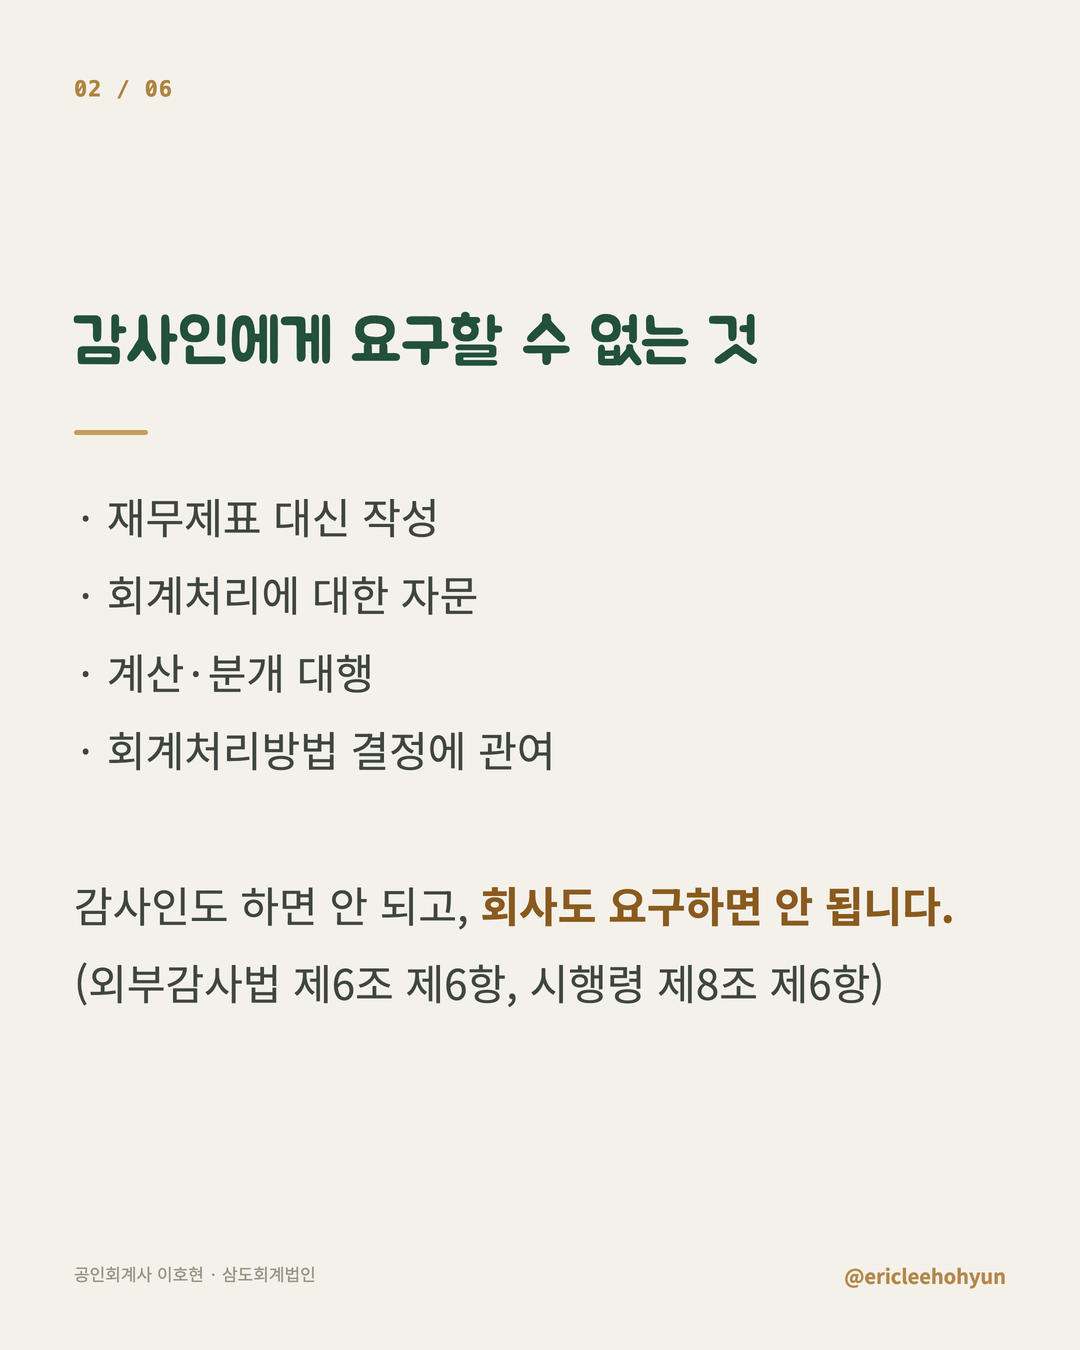 02 / 06
감사인에게 요구할 수 없는 것
· 재무제표 대신 작성
· 회계처리에 대한 자문
· 계산·분개 대행
· 회계처리방법 결정에 관여
감사인도 하면 안 되고, 회사도 요구하면 안 됩니다.
(외부감사법 제6조 제6항, 시행령 제8조 제6항)
공인회계사 이호현 · 삼도회계법인
@ericleehohyun